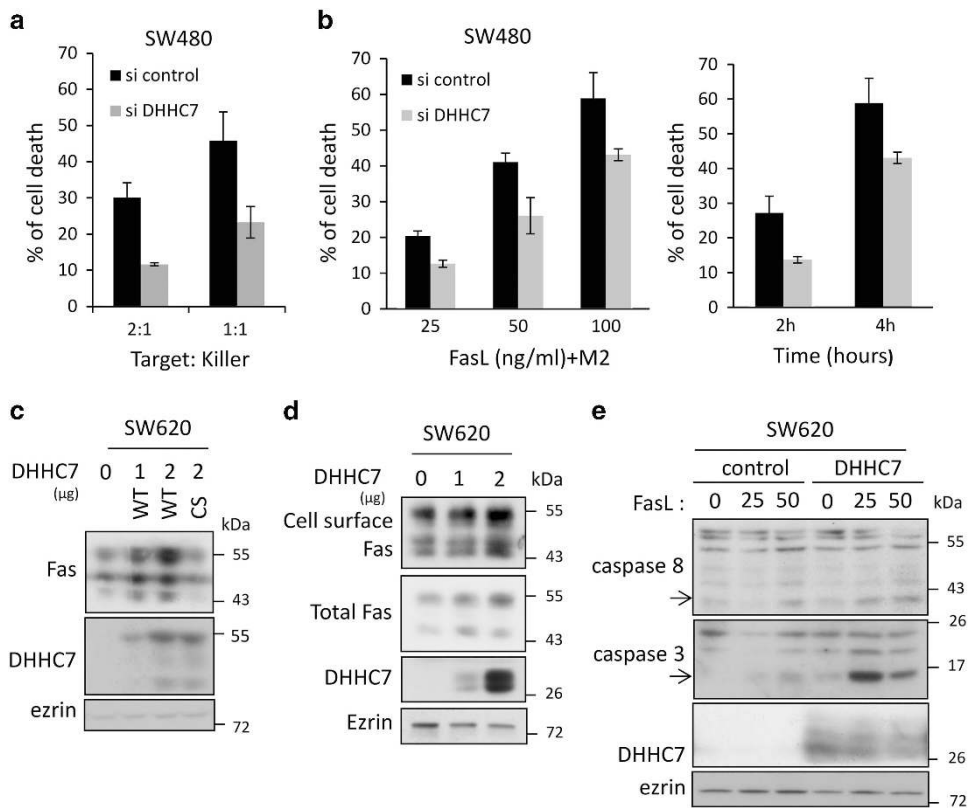 a
SW480
% of cell death
70
60
50
40
30
20
10
0
si control
si DHHC7
2:1 1:1
Target: Killer
b
SW480
% of cell death
70
60
50
40
30
20
10
0
si control
si DHHC7
25 50 100
FasL (ng/ml)+M2
% of cell death
70
60
50
40
30
20
10
0
2h 4h
Time (hours)
c
SW620
DHHC7 0 1 2 2
(µg) WT WT CS
kDa
Fas
55
43
DHHC7
55
ezrin
72
d
SW620
DHHC7 0 1 2 kDa
(µg)
Cell surface
Fas
55
43
Total Fas
55
43
DHHC7
26
Ezrin
72
e
SW620
control DHHC7
FasL : 0 25 50 0 25 50 kDa
caspase 8
55
43
caspase 3
26
17
DHHC7
26
ezrin
72